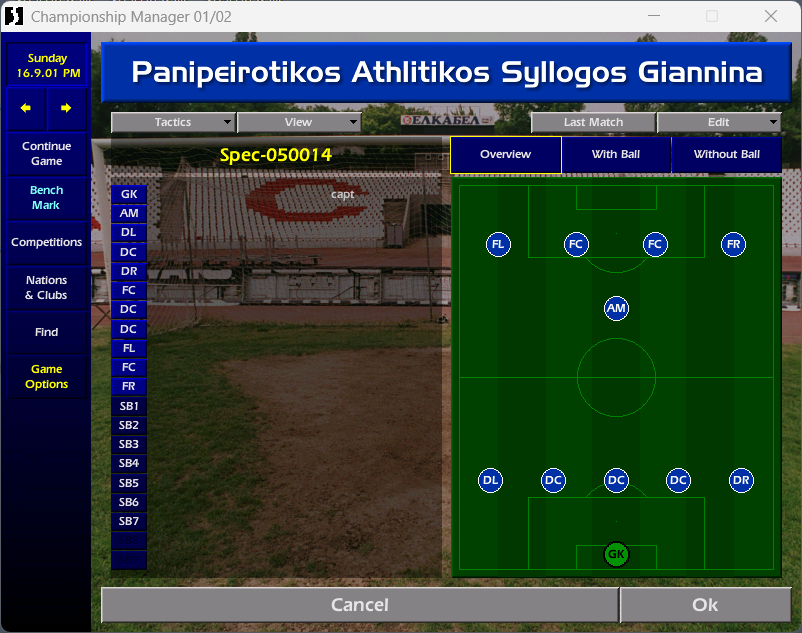 Championship Manager 01/02
Sunday
16.9.01 PM
Panipeirotikos Athlitikos Syllogos Giannina
Tactics
View
ΕΛΚΑΒΕΛ
Last Match
Edit
Continue
Game
Bench
Mark
Competitions
Nations
& Clubs
Find
Game
Options
Spec-050014
Overview
With Ball
Without Ball
GK
capt
AM
DL
DC
DR
FC
DC
DC
FL
FC
FR
SB1
SB2
SB3
SB4
SB5
SB6
SB7
FL FC FC FR
AM
DL DC DC DC DR
GK
Cancel
Ok